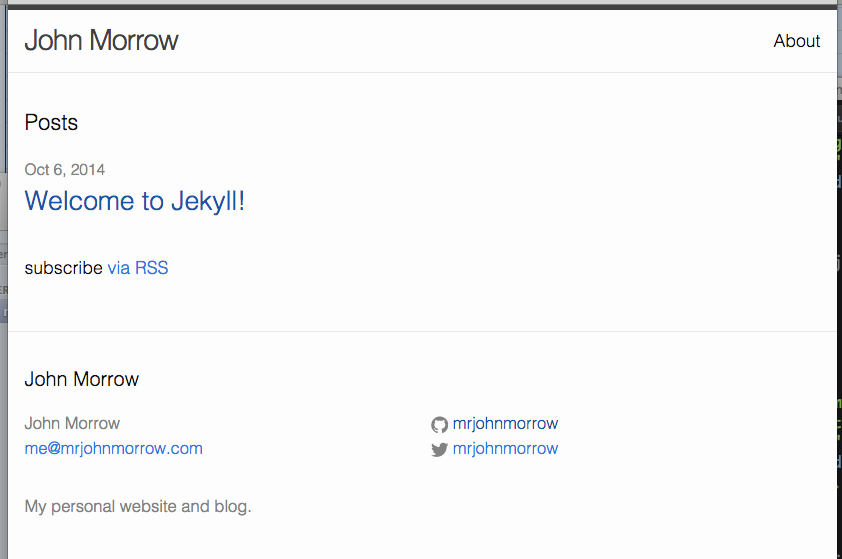 John Morrow
About
Posts
Oct 6, 2014
Welcome to Jekyll!
subscribe via RSS
John Morrow
John Morrow
me@mrjohnmorrow.com
mrjohnmorrow
mrjohnmorrow
My personal website and blog.